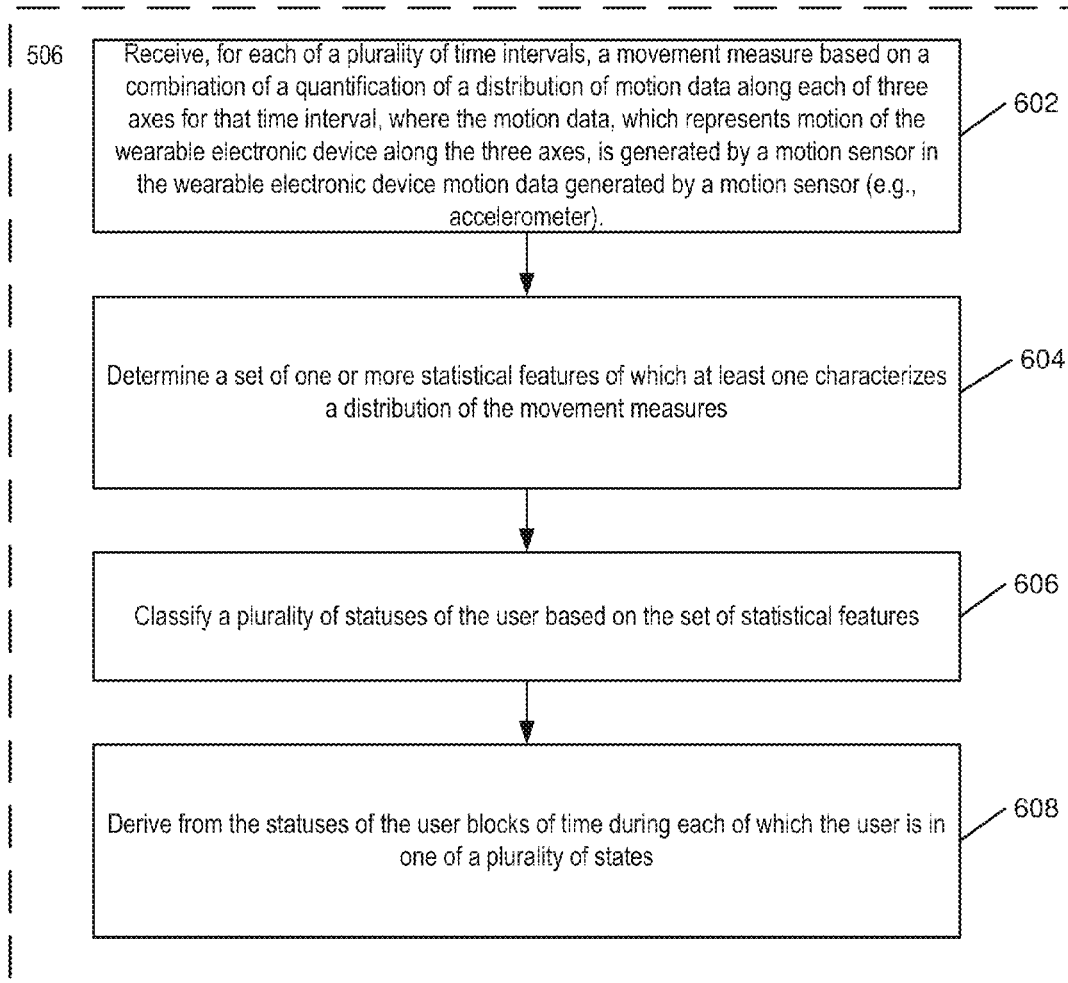 506
Receive, for each of a plurality of time intervals, a movement measure based on a
combination of a quantification of a distribution of motion data along each of three
axes for that time interval, where the motion data, which represents motion of the
wearable electronic device along the three axes, is generated by a motion sensor in
the wearable electronic device motion data generated by a motion sensor (e.g.,
accelerometer).
602
Determine a set of one or more statistical features of which at least one characterizes
a distribution of the movement measures
604
Classify a plurality of statuses of the user based on the set of statistical features
606
Derive from the statuses of the user blocks of time during each of which the user is in
one of a plurality of states
608